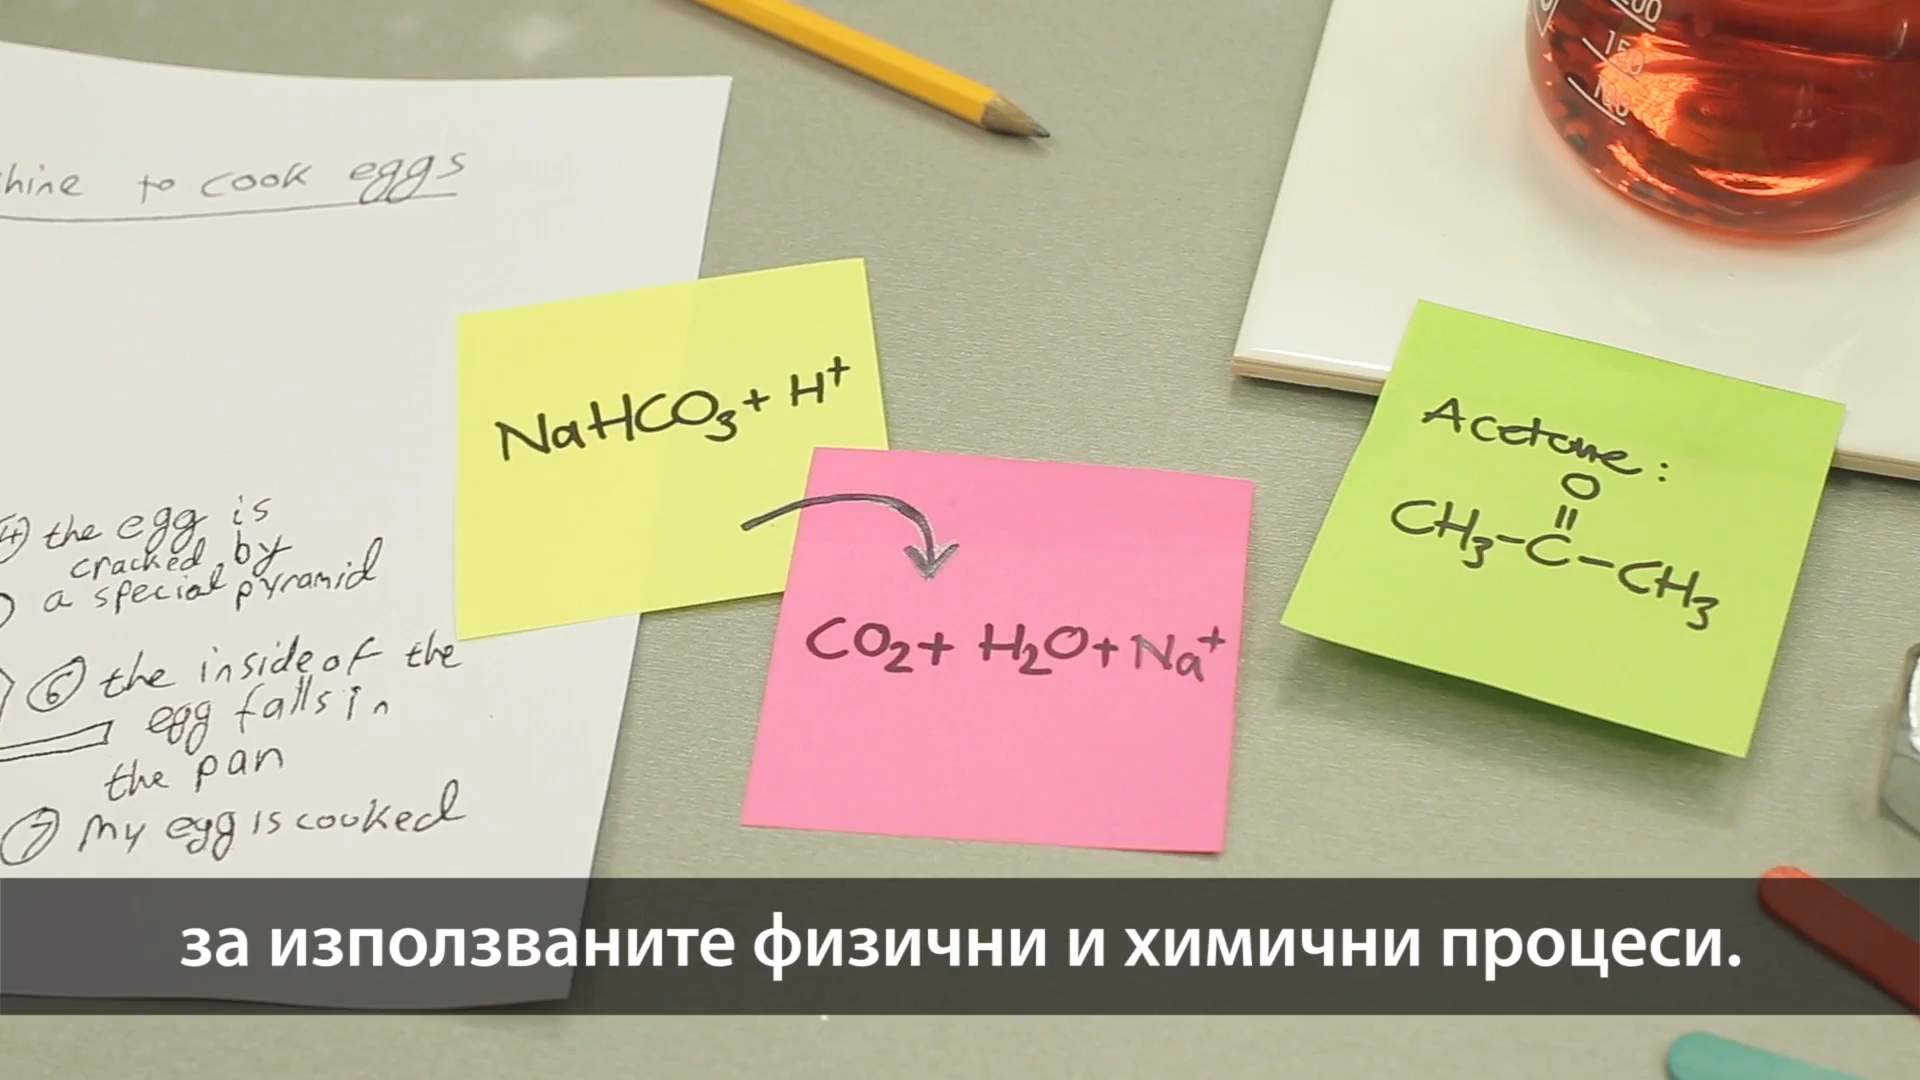 to cook eggs
④ the egg is
cracked by
a special pyramid
⑥ the inside of the
egg falls in
the pan
⑦ My egg is cooked
NaHCO₃ + H⁺
CO₂ + H₂O + Na⁺
Acetone:
O
||
CH₃–C–CH₃
150
100
за използваните физични и химични процеси.